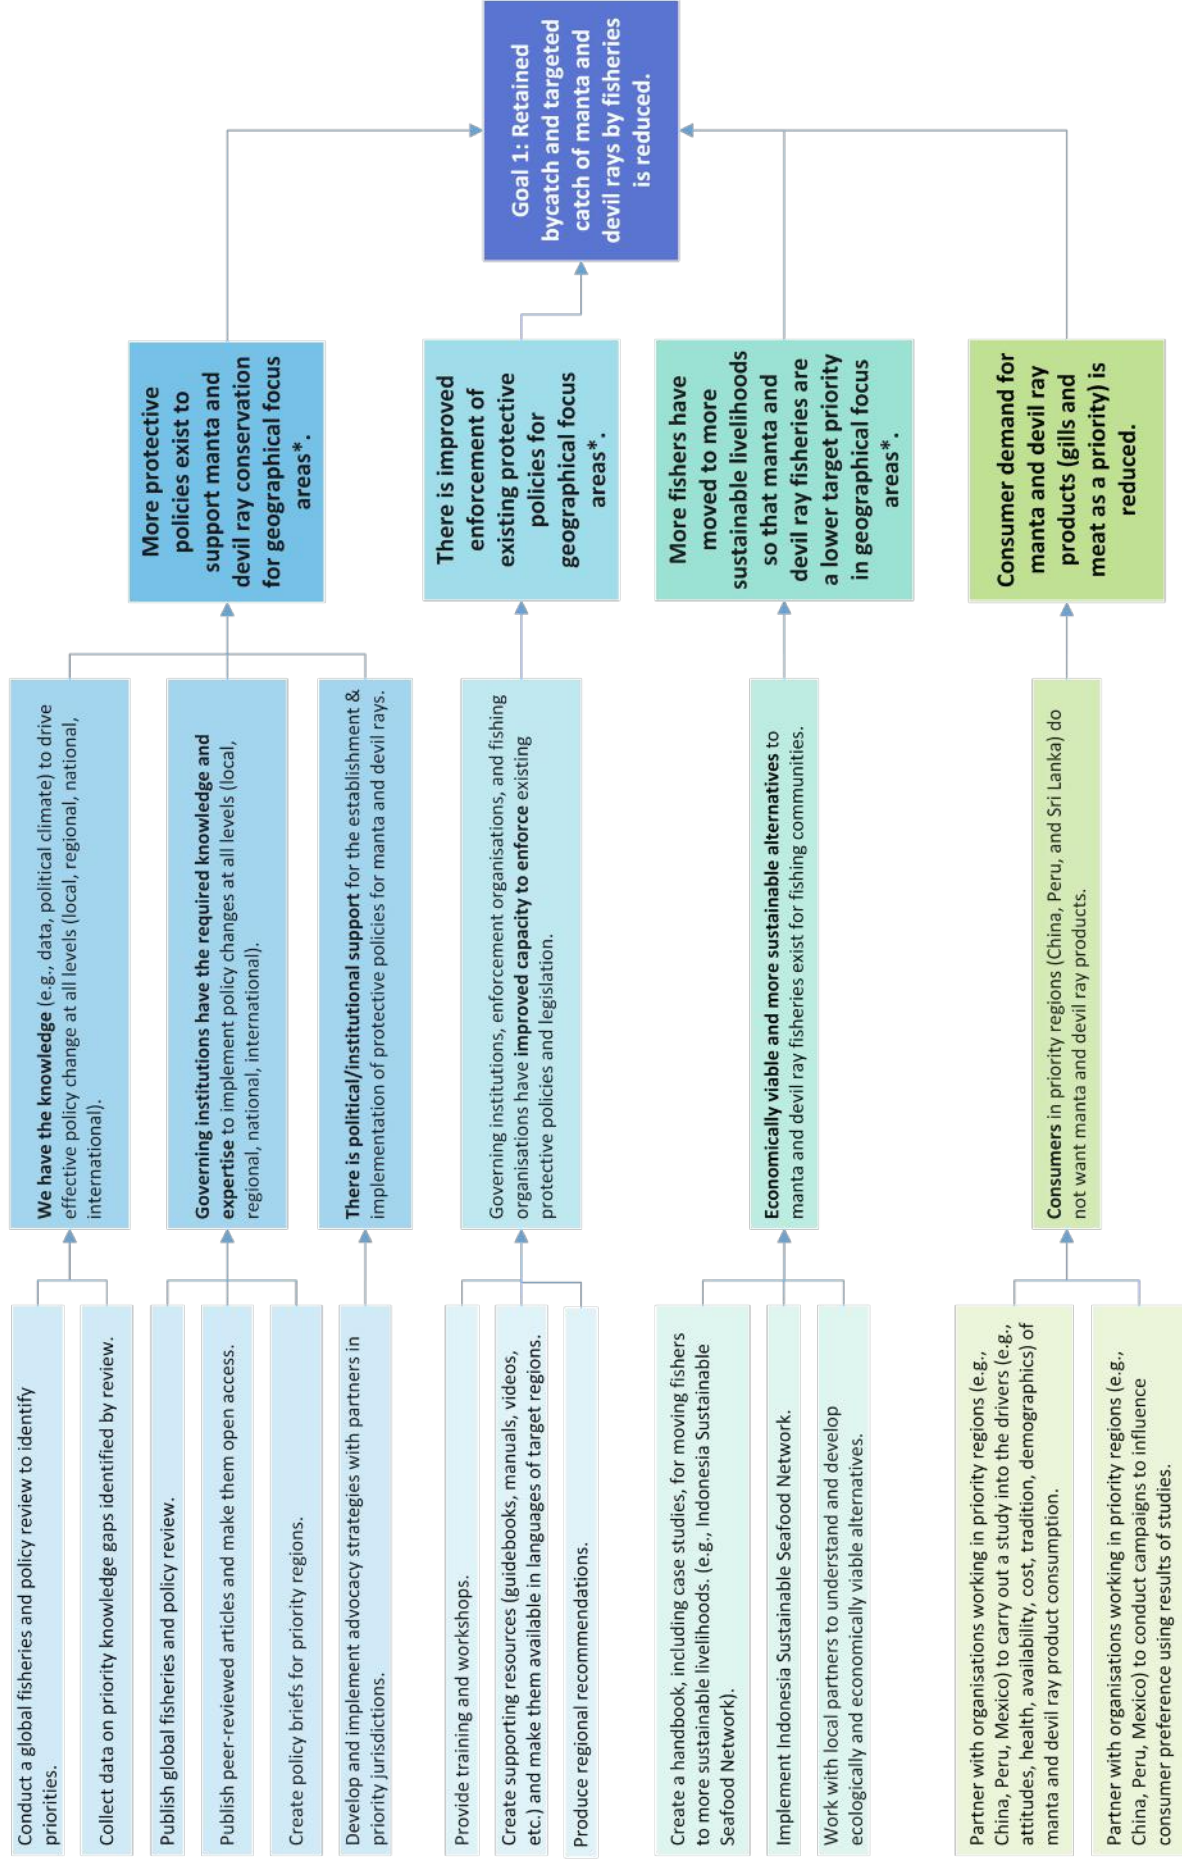 Conduct a global fisheries and policy review to identify
priorities.
Collect data on priority knowledge gaps identified by review.
Publish global fisheries and policy review.
Publish peer-reviewed articles and make them open access.
Create policy briefs for priority regions.
Develop and implement advocacy strategies with partners in
priority jurisdictions.
Provide training and workshops.
Create supporting resources (guidebooks, manuals, videos,
etc.) and make them available in languages of target regions.
Produce regional recommendations.
Create a handbook, including case studies, for moving fishers
to more sustainable livelihoods. (e.g., Indonesia Sustainable
Seafood Network).
Implement Indonesia Sustainable Seafood Network.
Work with local partners to understand and develop
ecologically and economically viable alternatives.
Partner with organisations working in priority regions (e.g.,
China, Peru, Mexico) to carry out a study into the drivers (e.g.,
attitudes, health, availability, cost, tradition, demographics) of
manta and devil ray product consumption.
Partner with organisations working in priority regions (e.g.,
China, Peru, Mexico) to conduct campaigns to influence
consumer preference using results of studies.
We have the knowledge (e.g., data, political climate) to drive
effective policy change at all levels (local, regional, national,
international).
Governing institutions have the required knowledge and
expertise to implement policy changes at all levels (local,
regional, national, international).
There is political/institutional support for the establishment &
implementation of protective policies for manta and devil rays.
Governing institutions, enforcement organisations, and fishing
organisations have improved capacity to enforce existing
protective policies and legislation.
Economically viable and more sustainable alternatives to
manta and devil ray fisheries exist for fishing communities.
Consumers in priority regions (China, Peru, and Sri Lanka) do
not want manta and devil ray products.
More protective
policies exist to
support manta and
devil ray conservation
for geographical focus
areas*.
There is improved
enforcement of
existing protective
policies for
geographical focus
areas*.
More fishers have
moved to more
sustainable livelihoods
so that manta and
devil ray fisheries are
a lower target priority
in geographical focus
areas*.
Consumer demand for
manta and devil ray
products (gills and
meat as a priority) is
reduced.
Goal 1: Retained
bycatch and targeted
catch of manta and
devil rays by fisheries
is reduced.